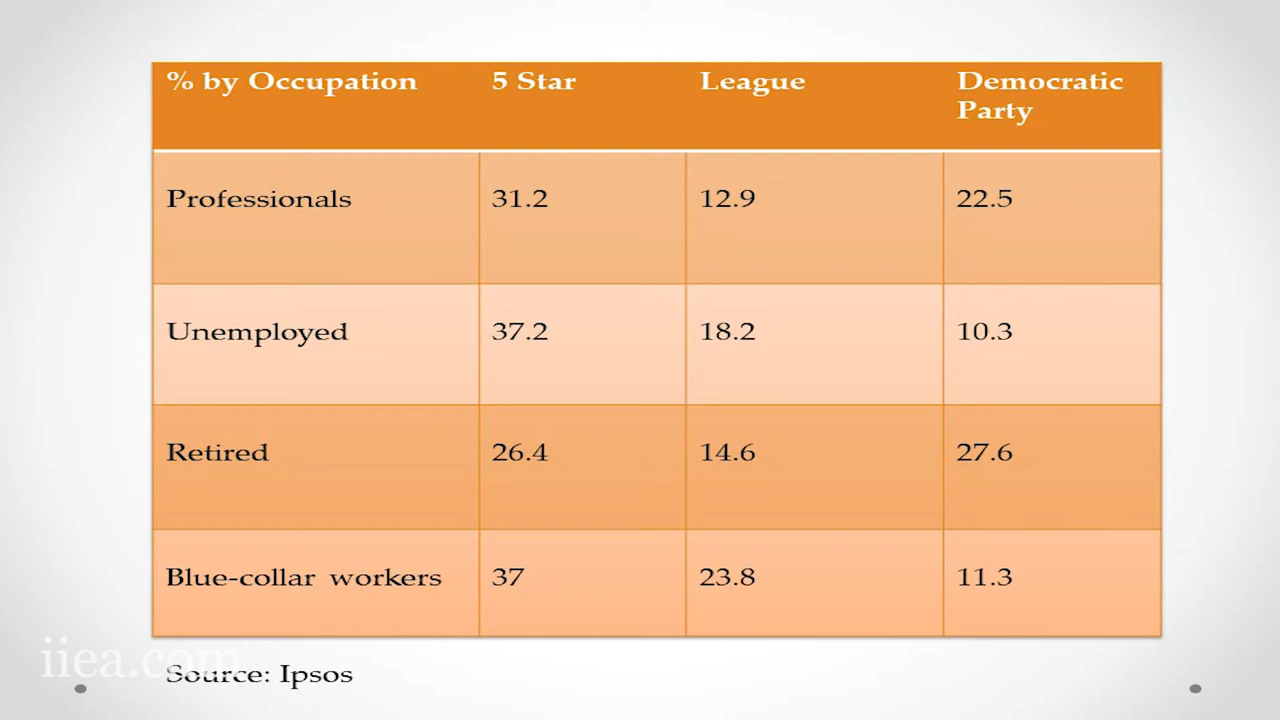 % by Occupation 5 Star League Democratic
Party
Professionals 31.2 12.9 22.5
Unemployed 37.2 18.2 10.3
Retired 26.4 14.6 27.6
Blue-collar workers 37 23.8 11.3
iiea.com
Source: Ipsos